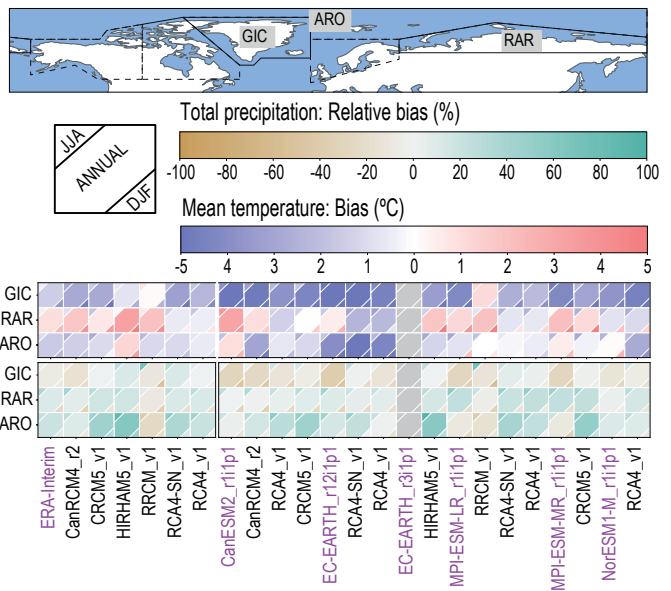 ARO
GIC
RAR
Total precipitation: Relative bias (%)
JJA
ANNUAL
DJF
-100 -80 -60 -40 -20 0 20 40 60 80 100
Mean temperature: Bias (ºC)
-5 4 3 2 1 0 1 2 3 4 5
GIC
RAR
ARO
GIC
RAR
ARO
ERA-Interim
CanRCM4_r2
CRCM5_v1
HIRHAM5_v1
RRCM_v1
RCA4-SN_v1
RCA4_v1
CanESM2_r1i1p1
CanRCM4_r2
RCA4_v1
CRCM5_v1
EC-EARTH_r12i1p1
RCA4-SN_v1
RCA4_v1
EC-EARTH_r3i1p1
HIRHAM5_v1
MPI-ESM-LR_r1i1p1
RRCM_v1
RCA4-SN_v1
RCA4_v1
MPI-ESM-MR_r1i1p1
CRCM5_v1
NorESM1-M_r1i1p1
RCA4_v1